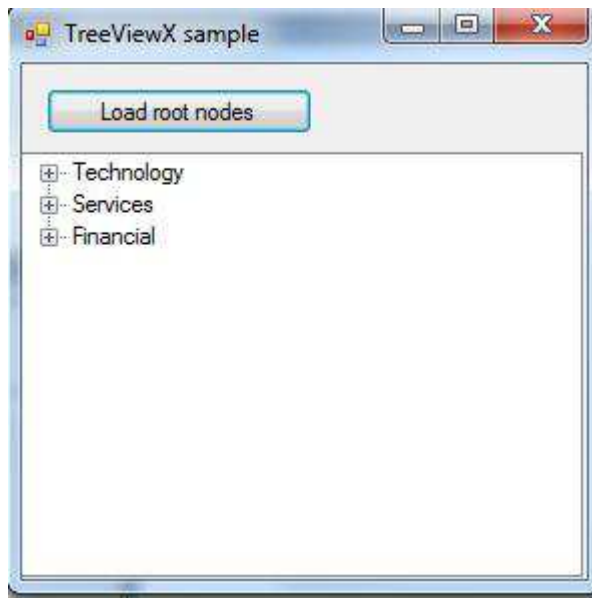 TreeViewX sample
Load root nodes
Technology
Services
Financial